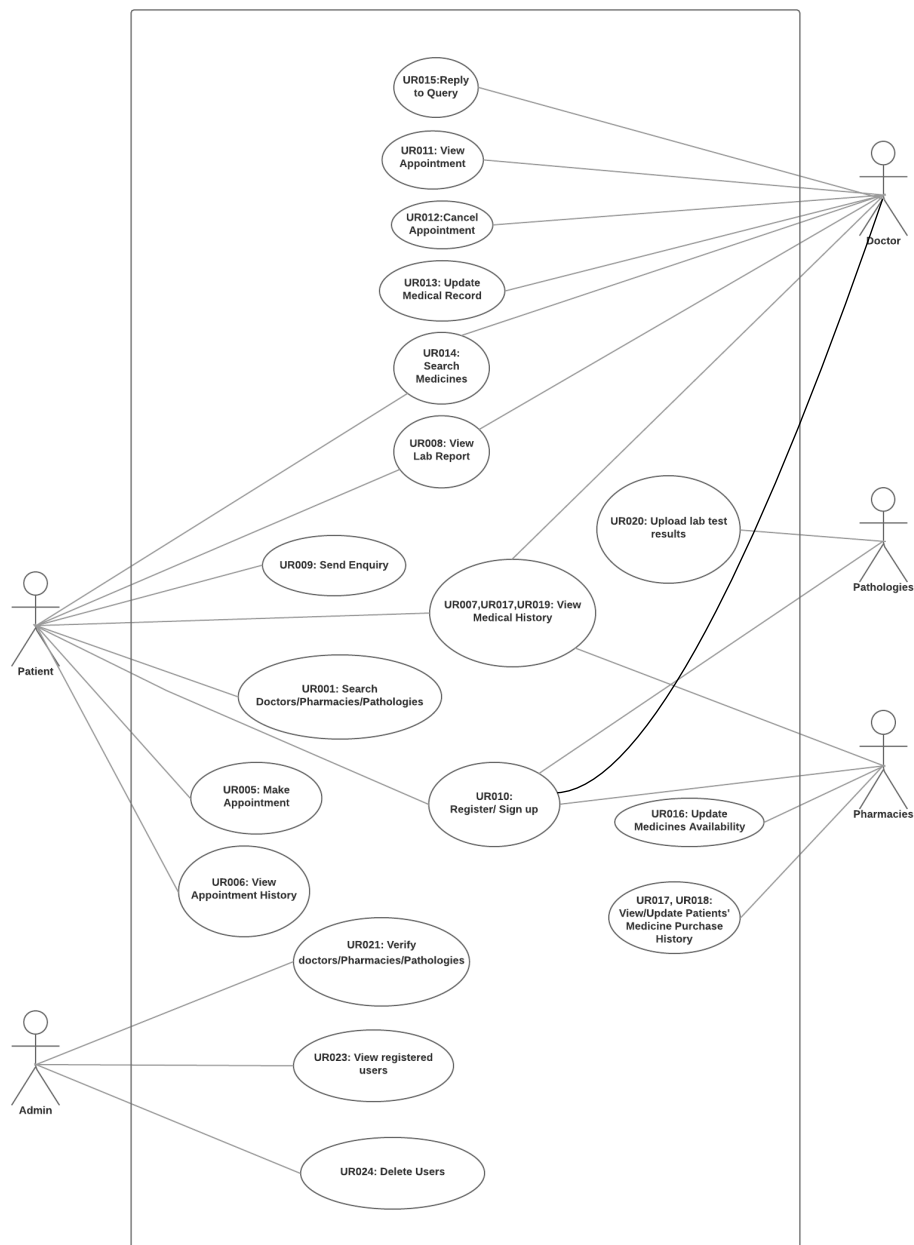 UR015:Reply
to Query
UR011: View
Appointment
UR012:Cancel
Appointment
Doctor
UR013: Update
Medical Record
UR014:
Search
Medicines
UR008: View
Lab Report
UR020: Upload lab test
results
UR009: Send Enquiry
Pathologies
UR007,UR017,UR019: View
Medical History
Patient
UR001: Search
Doctors/Pharmacies/Pathologies
UR005: Make
Appointment
UR010:
Register/ Sign up
UR016: Update
Medicines Availability
Pharmacies
UR006: View
Appointment History
UR017, UR018:
View/Update Patients'
Medicine Purchase
History
UR021: Verify
doctors/Pharmacies/Pathologies
UR023: View registered
users
Admin
UR024: Delete Users